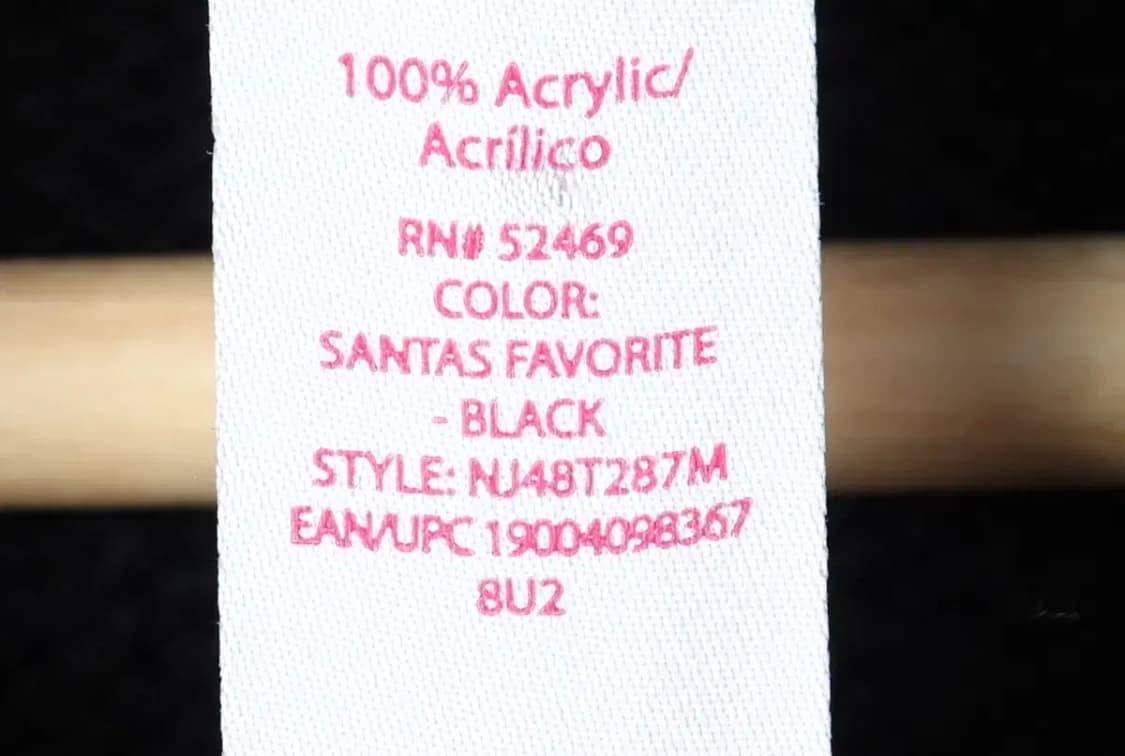 100% Acrylic/
Acrílico
RN# 52469
COLOR:
SANTAS FAVORITE
- BLACK
STYLE: NJ48T287M
EAN/UPC 19004098367
8U2